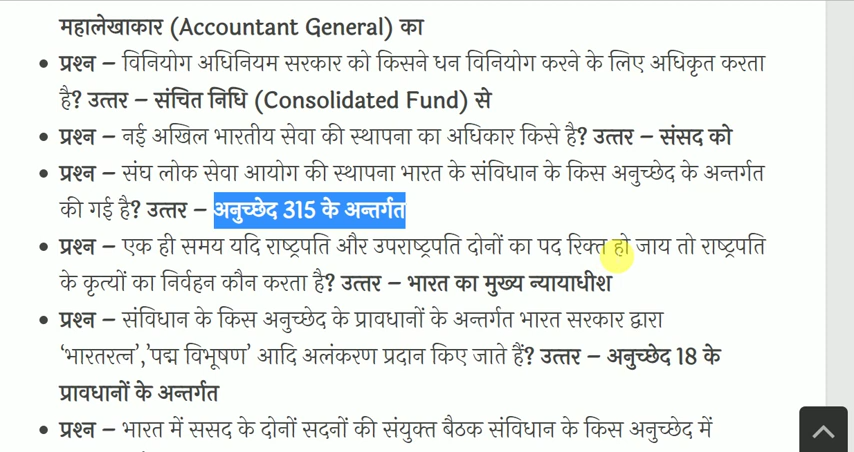 महालेखाकार (Accountant General) का
प्रश्न – विनियोग अधिनियम सरकार को किसने धन विनियोग करने के लिए अधिकृत करता
है? उत्तर – संचित निधि (Consolidated Fund) से
प्रश्न – नई अखिल भारतीय सेवा की स्थापना का अधिकार किसे है? उत्तर – संसद को
प्रश्न – संघ लोक सेवा आयोग की स्थापना भारत के संविधान के किस अनुच्छेद के अन्तर्गत
की गई है? उत्तर – अनुच्छेद 315 के अन्तर्गत
प्रश्न – एक ही समय यदि राष्ट्रपति और उपराष्ट्रपति दोनों का पद रिक्त हो जाय तो राष्ट्रपति
के कृत्यों का निर्वहन कौन करता है? उत्तर – भारत का मुख्य न्यायाधीश
प्रश्न – संविधान के किस अनुच्छेद के प्रावधानों के अन्तर्गत भारत सरकार द्वारा
‘भारतरत्न’,’पद्म विभूषण’ आदि अलंकरण प्रदान किए जाते हैं? उत्तर – अनुच्छेद 18 के
प्रावधानों के अन्तर्गत
प्रश्न – भारत में ससद के दोनों सदनों की संयुक्त बैठक संविधान के किस अनुच्छेद में